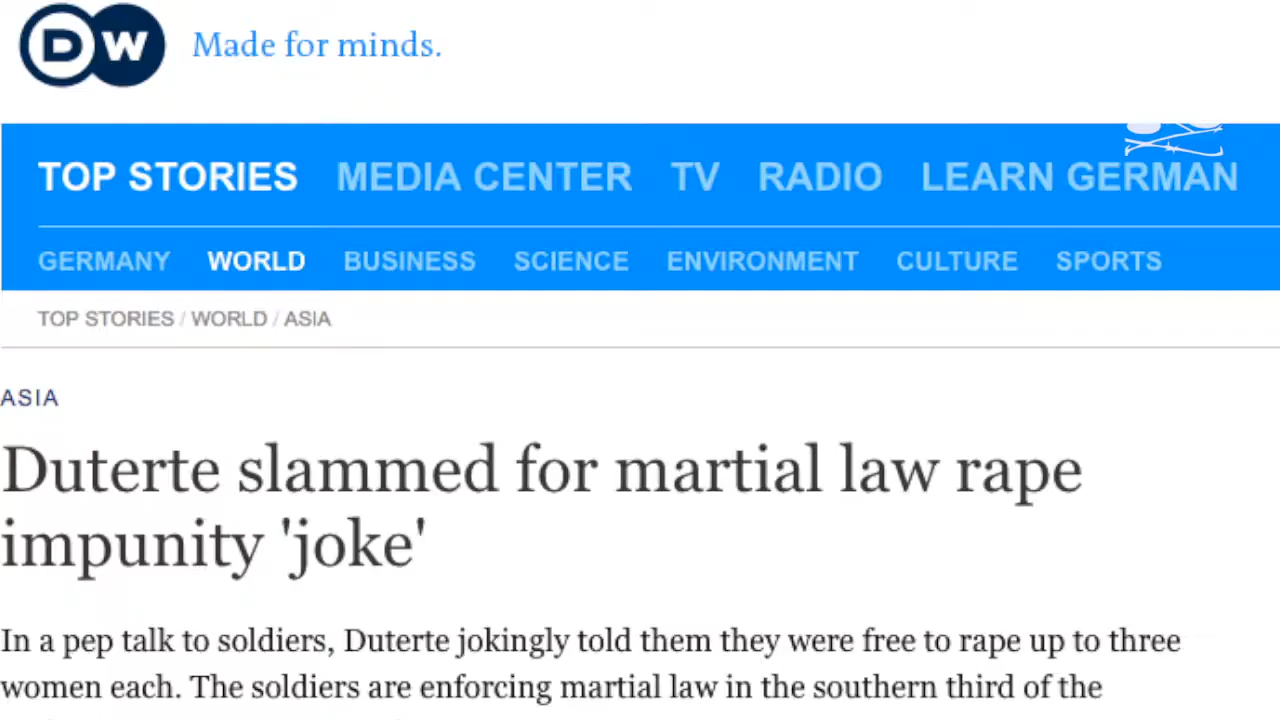 DW Made for minds.
TOP STORIES MEDIA CENTER TV RADIO LEARN GERMAN
GERMANY WORLD BUSINESS SCIENCE ENVIRONMENT CULTURE SPORTS
TOP STORIES / WORLD / ASIA
ASIA
Duterte slammed for martial law rape
impunity 'joke'
In a pep talk to soldiers, Duterte jokingly told them they were free to rape up to three
women each. The soldiers are enforcing martial law in the southern third of the